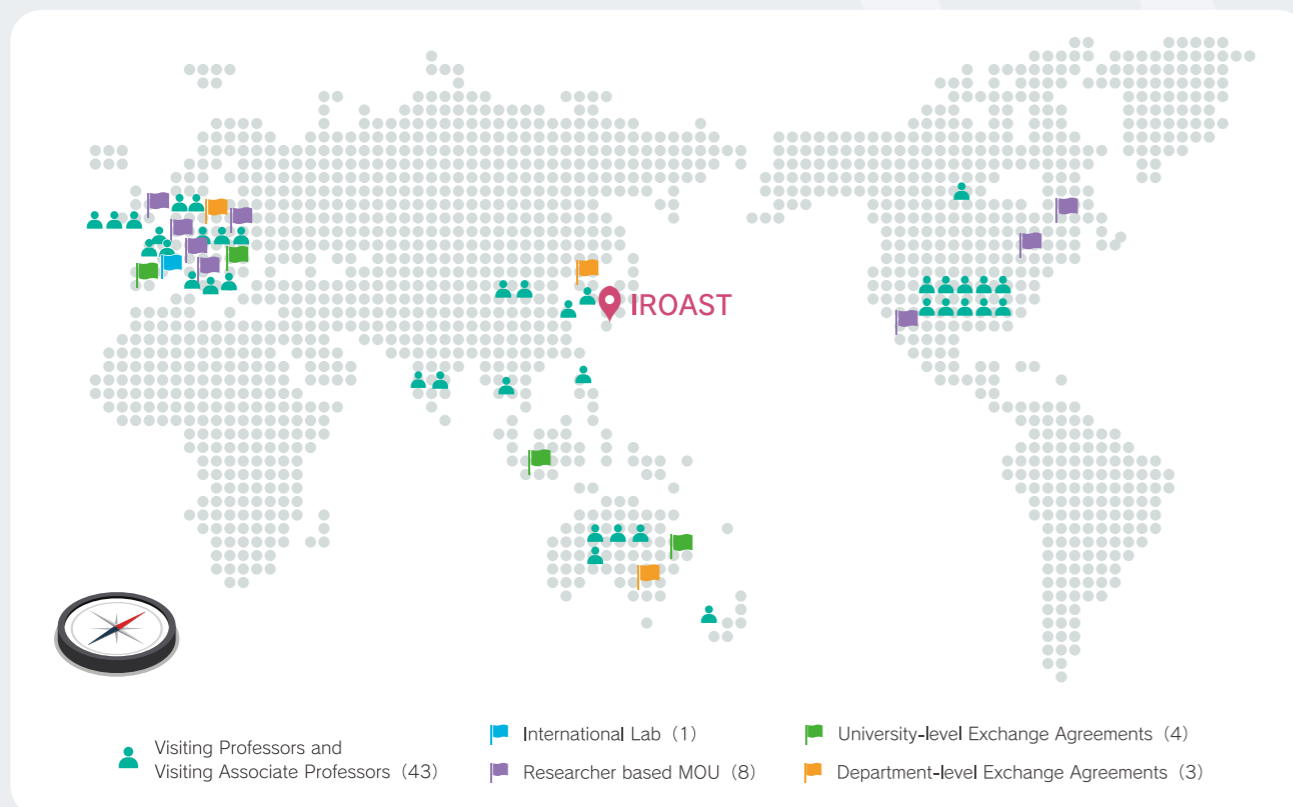 IROAST
Visiting Professors and
Visiting Associate Professors (43)
International Lab (1)
Researcher based MOU (8)
University-level Exchange Agreements (4)
Department-level Exchange Agreements (3)